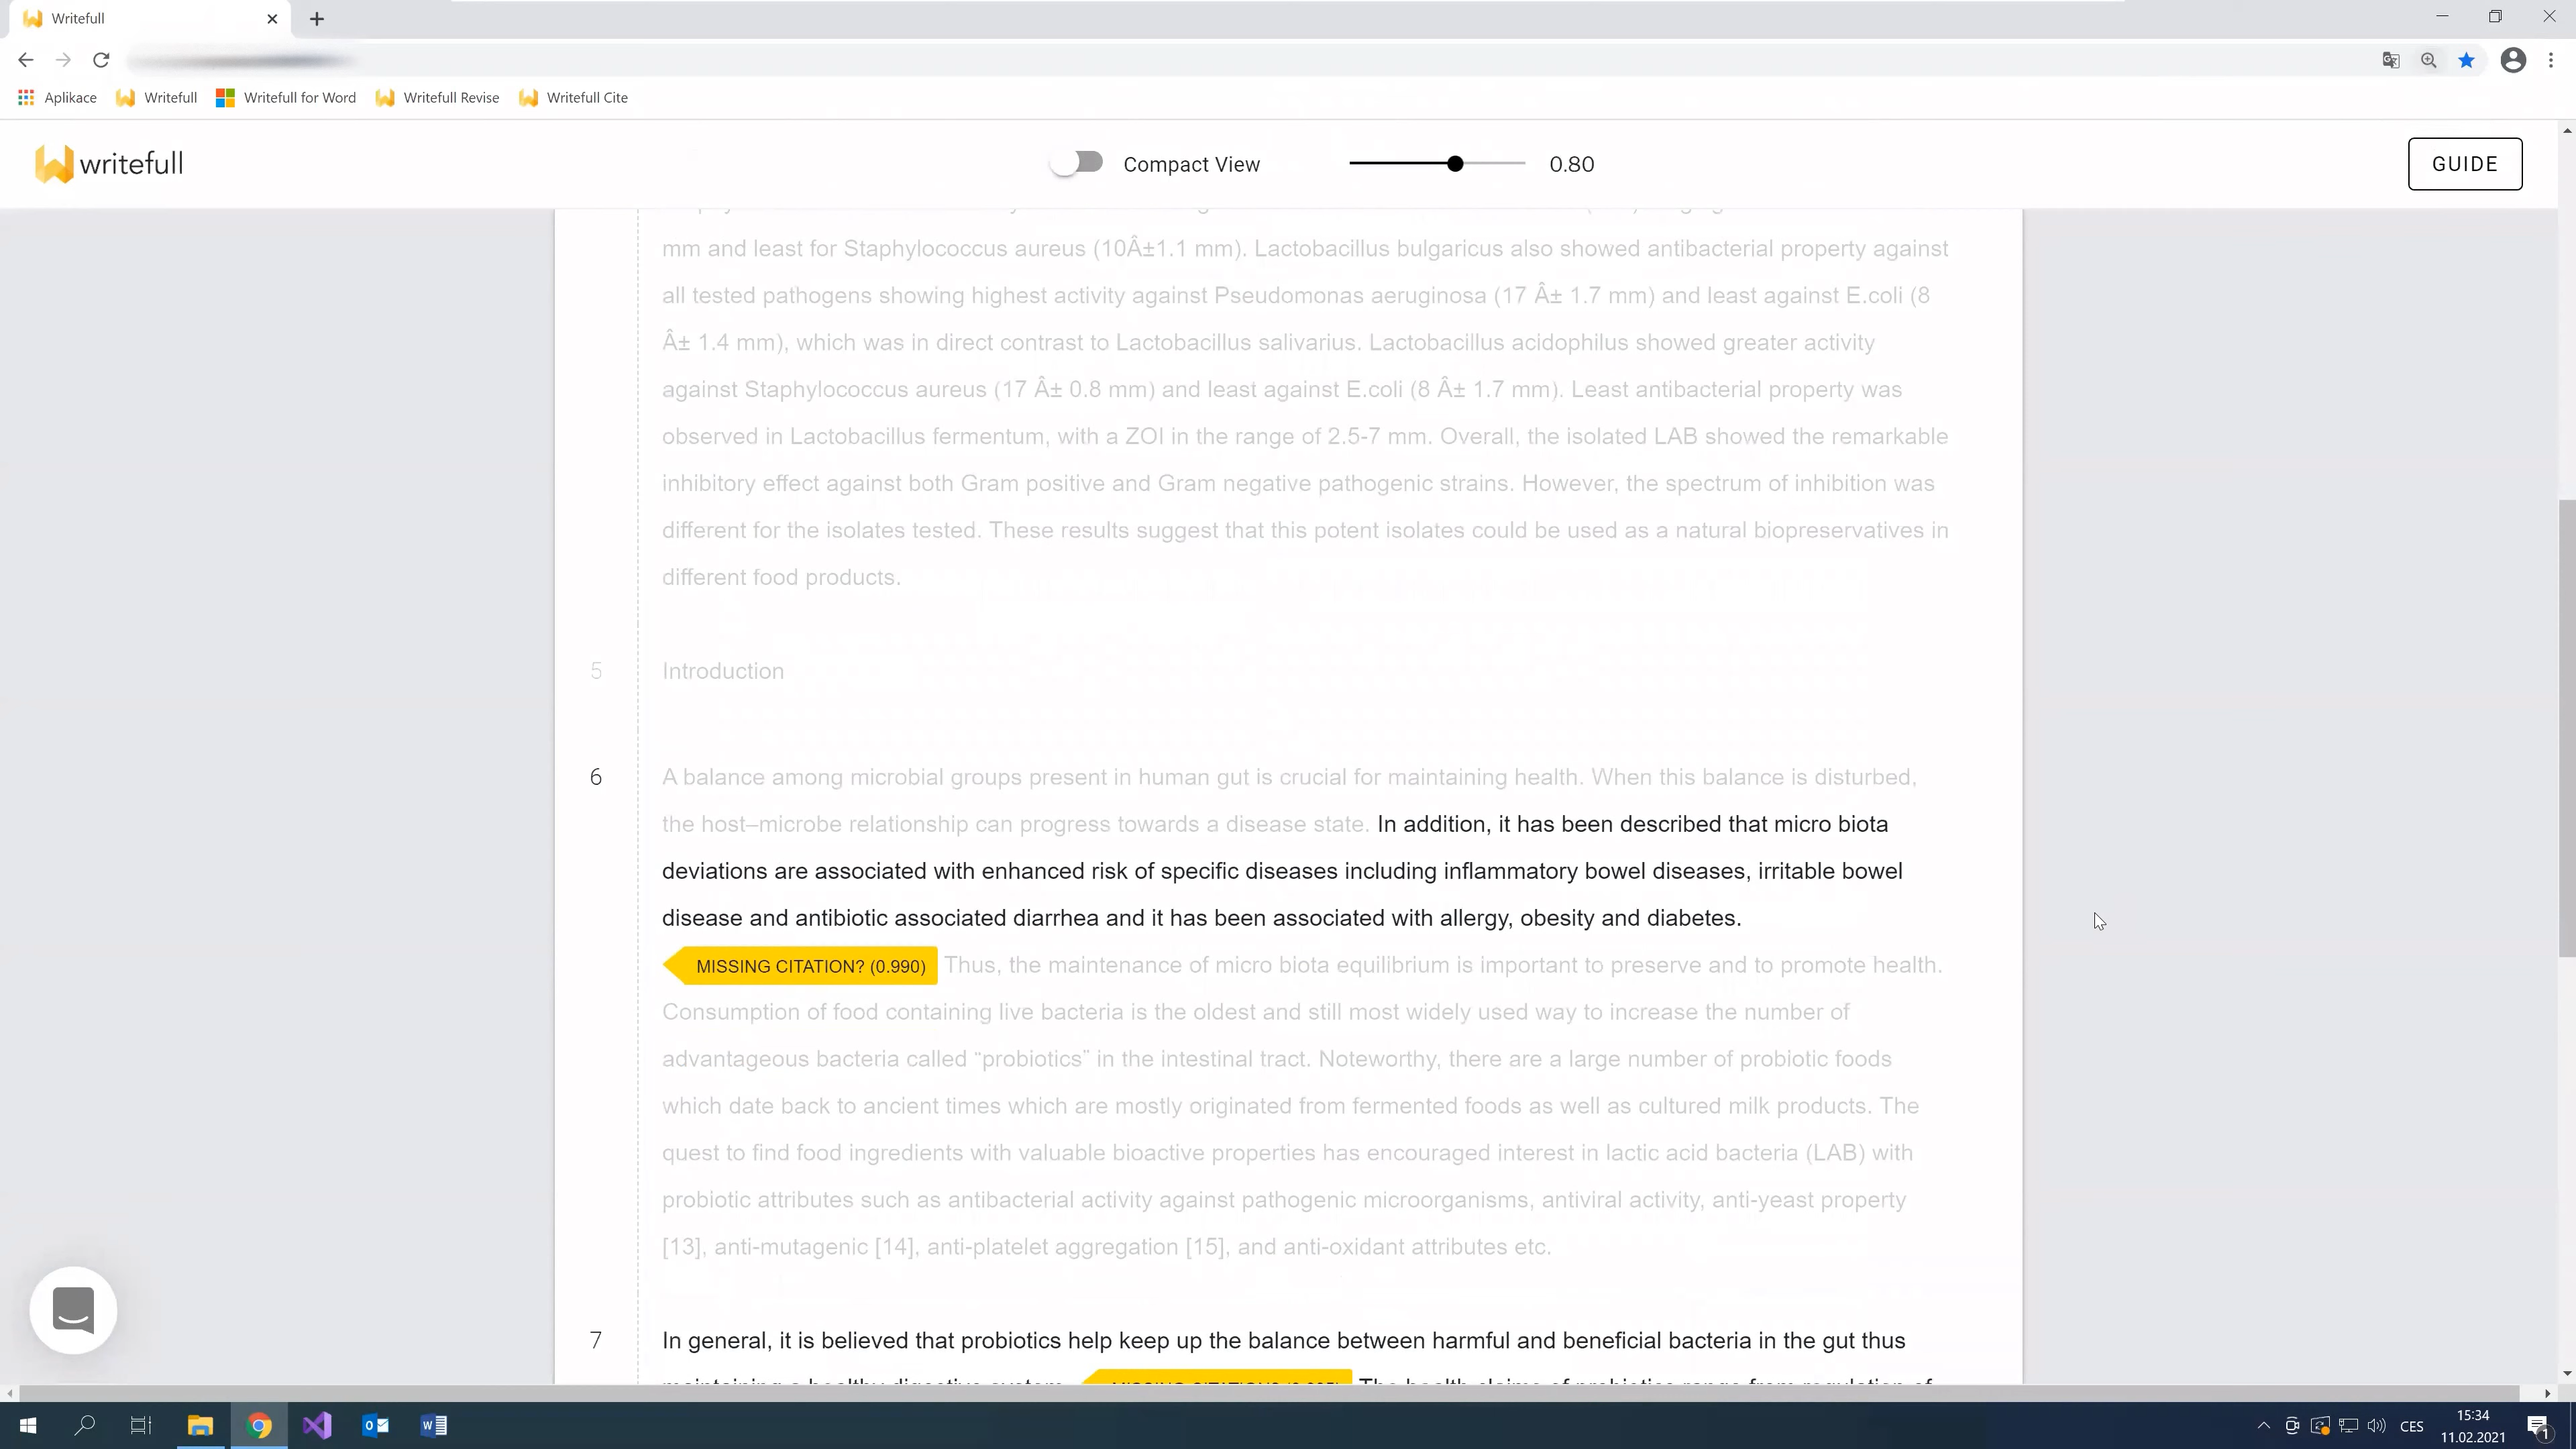 Writefull
Aplikace
Writefull
Writefull for Word
Writefull Revise
Writefull Cite
writefull
Compact View
0.80
GUIDE
mm and least for Staphylococcus aureus (10Â±1.1 mm). Lactobacillus bulgaricus also showed antibacterial property against
all tested pathogens showing highest activity against Pseudomonas aeruginosa (17 Â± 1.7 mm) and least against E.coli (8
Â± 1.4 mm), which was in direct contrast to Lactobacillus salivarius. Lactobacillus acidophilus showed greater activity
against Staphylococcus aureus (17 Â± 0.8 mm) and least against E.coli (8 Â± 1.7 mm). Least antibacterial property was
observed in Lactobacillus fermentum, with a ZOI in the range of 2.5-7 mm. Overall, the isolated LAB showed the remarkable
inhibitory effect against both Gram positive and Gram negative pathogenic strains. However, the spectrum of inhibition was
different for the isolates tested. These results suggest that this potent isolates could be used as a natural biopreservatives in
different food products.
5 Introduction
6 A balance among microbial groups present in human gut is crucial for maintaining health. When this balance is disturbed,
the host–microbe relationship can progress towards a disease state. In addition, it has been described that micro biota
deviations are associated with enhanced risk of specific diseases including inflammatory bowel diseases, irritable bowel
disease and antibiotic associated diarrhea and it has been associated with allergy, obesity and diabetes.
MISSING CITATION? (0.990) Thus, the maintenance of micro biota equilibrium is important to preserve and to promote health.
Consumption of food containing live bacteria is the oldest and still most widely used way to increase the number of
advantageous bacteria called “probiotics” in the intestinal tract. Noteworthy, there are a large number of probiotic foods
which date back to ancient times which are mostly originated from fermented foods as well as cultured milk products. The
quest to find food ingredients with valuable bioactive properties has encouraged interest in lactic acid bacteria (LAB) with
probiotic attributes such as antibacterial activity against pathogenic microorganisms, antiviral activity, anti-yeast property
[13], anti-mutagenic [14], anti-platelet aggregation [15], and anti-oxidant attributes etc.
7 In general, it is believed that probiotics help keep up the balance between harmful and beneficial bacteria in the gut thus
maintaining a healthy digestive system. MISSING CITATION? The health claims of probiotics range from regulation of
CES
15:34
11.02.2021
1